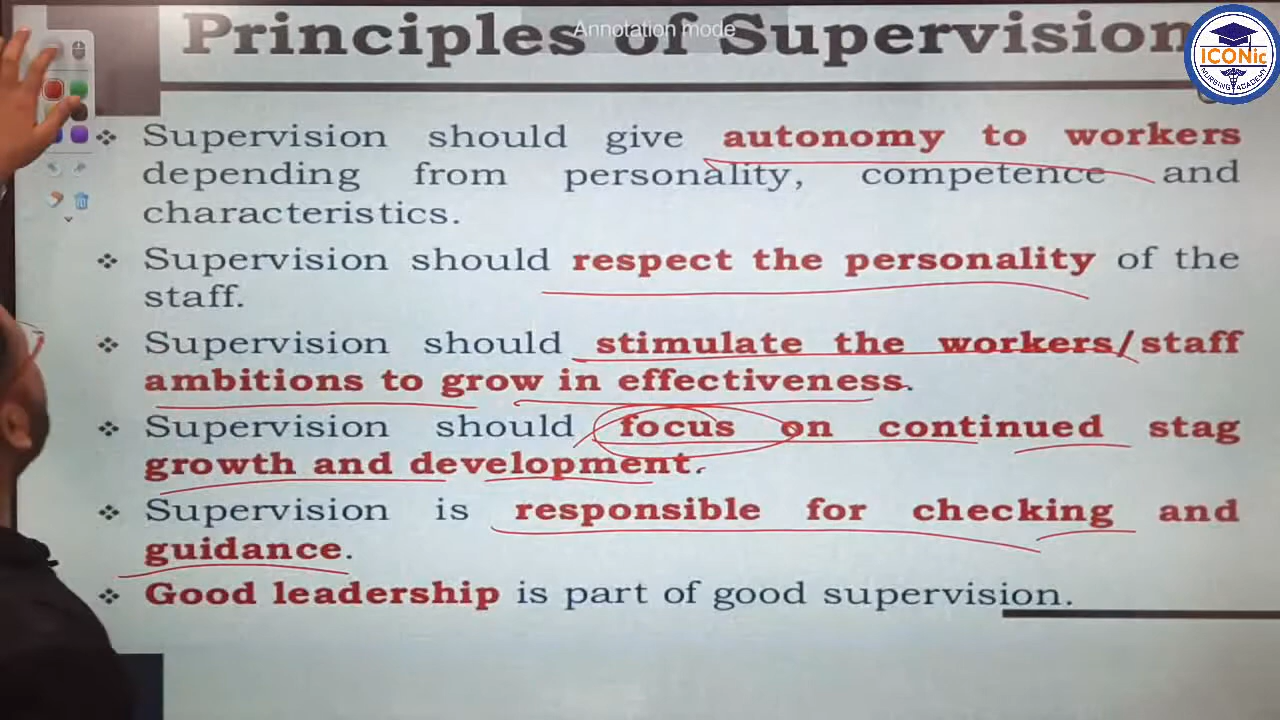 Annotation mode
Principles of Supervision
ICONic
NURSING ACADEMY
❖ Supervision should give autonomy to workers
depending from personality, competence and
characteristics.
❖ Supervision should respect the personality of the
staff.
❖ Supervision should stimulate the workers/staff
ambitions to grow in effectiveness.
❖ Supervision should focus on continued stag
growth and development.
❖ Supervision is responsible for checking and
guidance.
❖ Good leadership is part of good supervision.